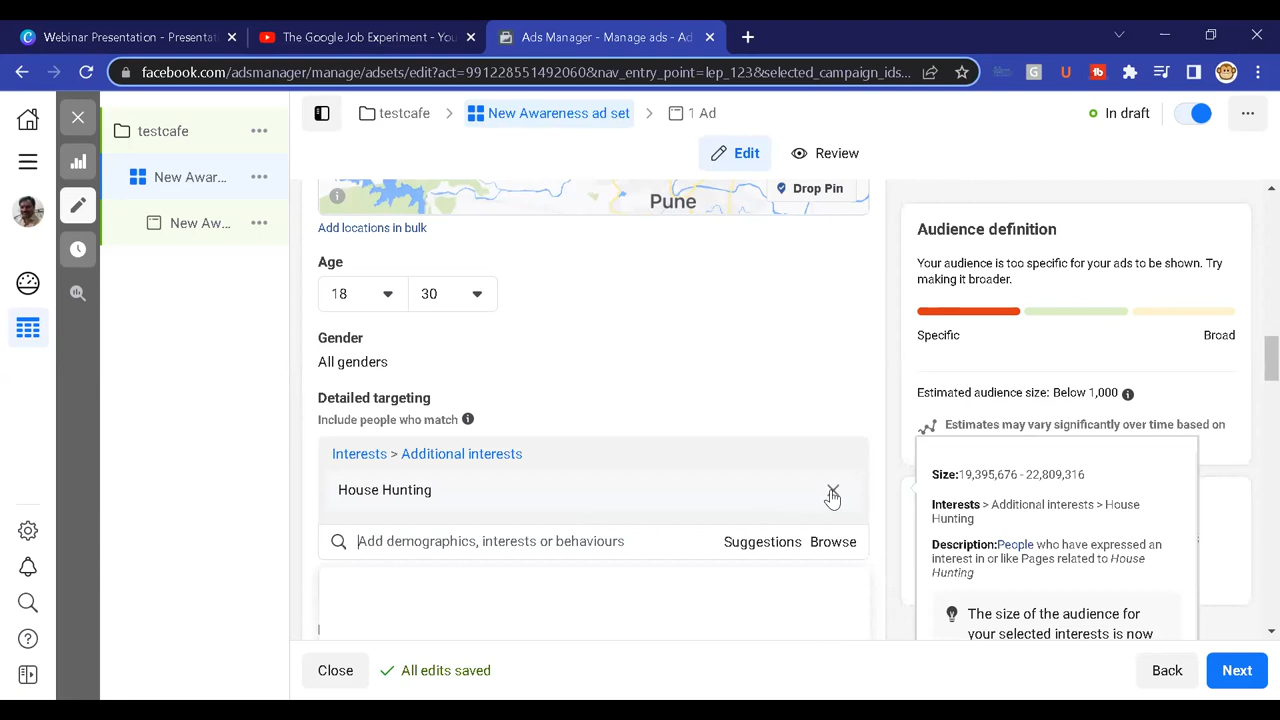 Webinar Presentation - Presentat
The Google Job Experiment - You
Ads Manager - Manage ads - Ad
facebook.com/adsmanager/manage/adsets/edit?act=991228551492060&nav_entry_point=lep_123&selected_campaign_ids...
testcafe
New Awar...
New Aw...
testcafe > New Awareness ad set > 1 Ad
In draft
Edit
Review
Pune
Drop Pin
Add locations in bulk
Age
18 30
Gender
All genders
Detailed targeting
Include people who match
Interests > Additional interests
House Hunting
Add demographics, interests or behaviours
Suggestions Browse
Audience definition
Your audience is too specific for your ads to be shown. Try
making it broader.
Specific Broad
Estimated audience size: Below 1,000
Estimates may vary significantly over time based on
Size:19,395,676 - 22,809,316
Interests > Additional interests > House
Hunting
Description:People who have expressed an
interest in or like Pages related to House
Hunting
The size of the audience for
your selected interests is now
Close
All edits saved
Back
Next